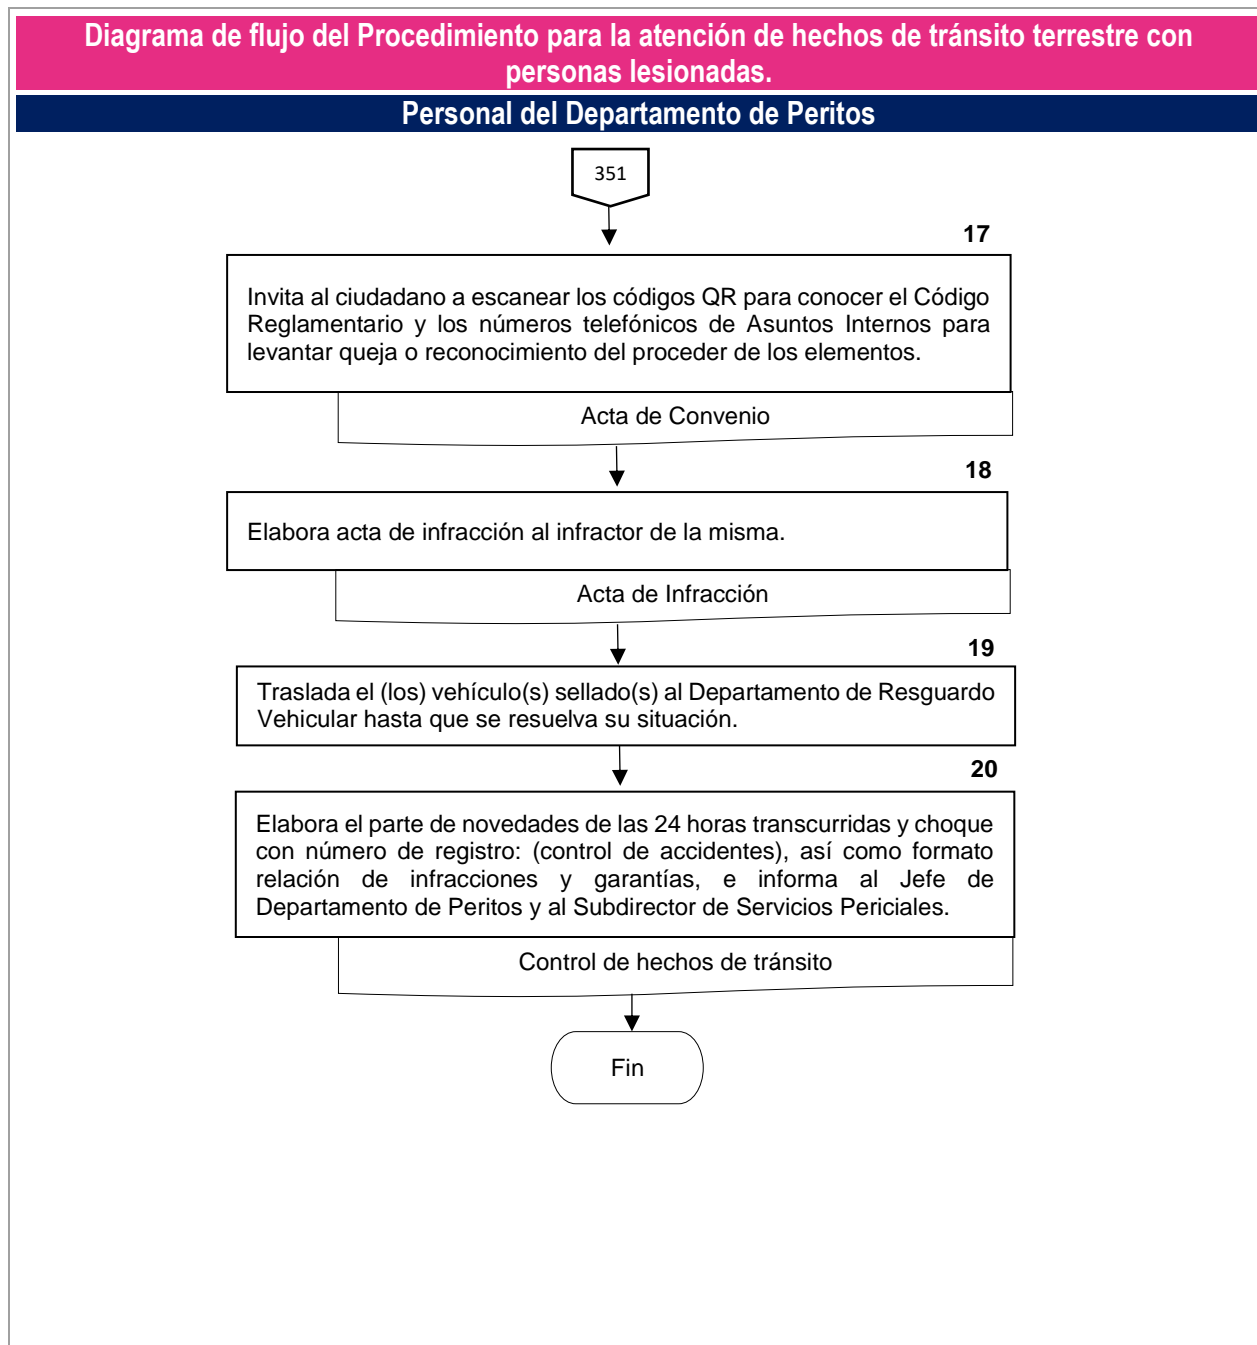 Diagrama de flujo del Procedimiento para la atención de hechos de tránsito terrestre con
personas lesionadas.
Personal del Departamento de Peritos
351
17
Invita al ciudadano a escanear los códigos QR para conocer el Código
Reglamentario y los números telefónicos de Asuntos Internos para
levantar queja o reconocimiento del proceder de los elementos.
Acta de Convenio
18
Elabora acta de infracción al infractor de la misma.
Acta de Infracción
19
Traslada el (los) vehículo(s) sellado(s) al Departamento de Resguardo
Vehicular hasta que se resuelva su situación.
20
Elabora el parte de novedades de las 24 horas transcurridas y choque
con número de registro: (control de accidentes), así como formato
relación de infracciones y garantías, e informa al Jefe de
Departamento de Peritos y al Subdirector de Servicios Periciales.
Control de hechos de tránsito
Fin